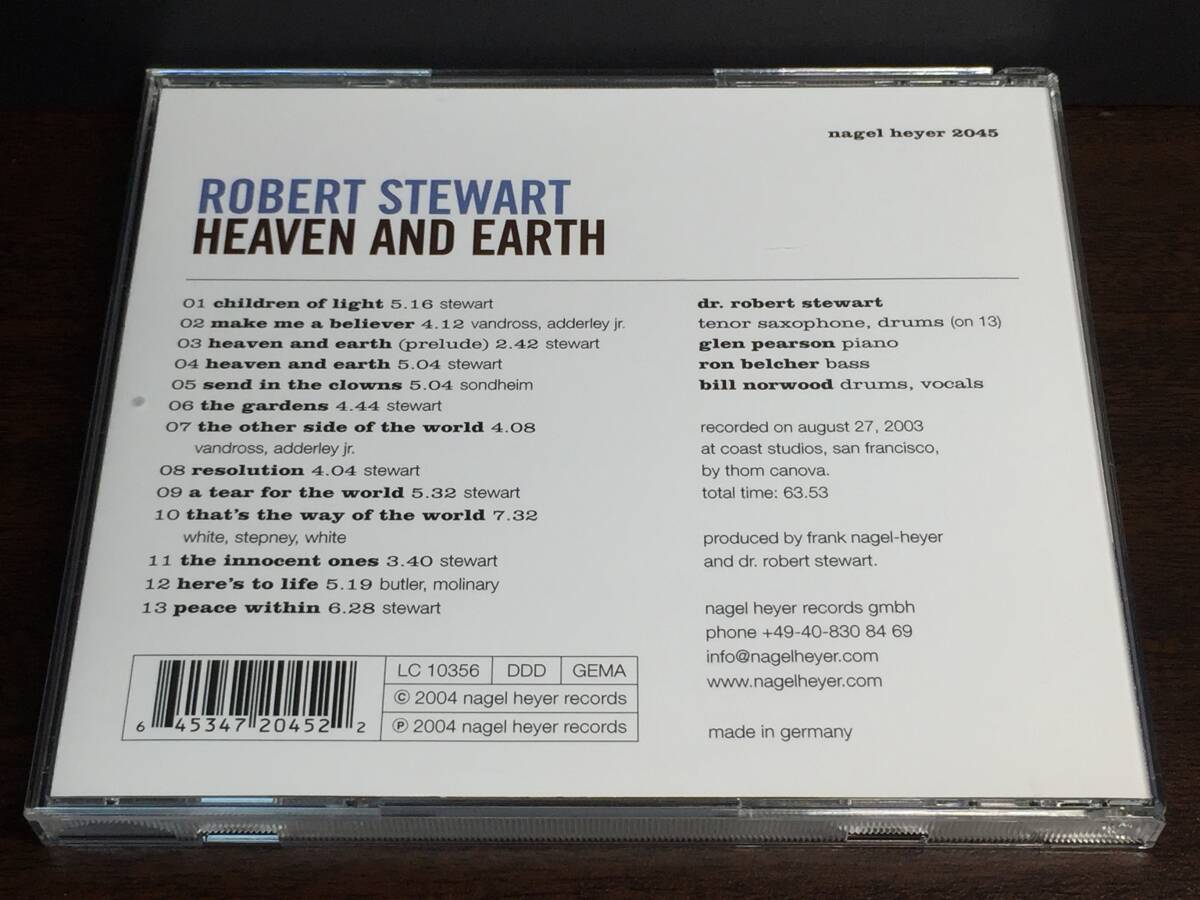 nagel heyer 2045
ROBERT STEWART
HEAVEN AND EARTH
01 children of light 5.16 stewart
02 make me a believer 4.12 vandross, adderley jr.
03 heaven and earth (prelude) 2.42 stewart
04 heaven and earth 5.04 stewart
05 send in the clowns 5.04 sondheim
06 the gardens 4.44 stewart
07 the other side of the world 4.08
vandross, adderley jr.
08 resolution 4.04 stewart
09 a tear for the world 5.32 stewart
10 that's the way of the world 7.32
white, stepney, white
11 the innocent ones 3.40 stewart
12 here's to life 5.19 butler, molinary
13 peace within 6.28 stewart
dr. robert stewart
tenor saxophone, drums (on 13)
glen pearson piano
ron belcher bass
bill norwood drums, vocals
recorded on august 27, 2003
at coast studios, san francisco,
by thom canova.
total time: 63.53
produced by frank nagel-heyer
and dr. robert stewart.
nagel heyer records gmbh
phone +49-40-830 84 69
info@nagelheyer.com
www.nagelheyer.com
made in germany
6 45347 20452 2
LC 10356 DDD GEMA
© 2004 nagel heyer records
℗ 2004 nagel heyer records